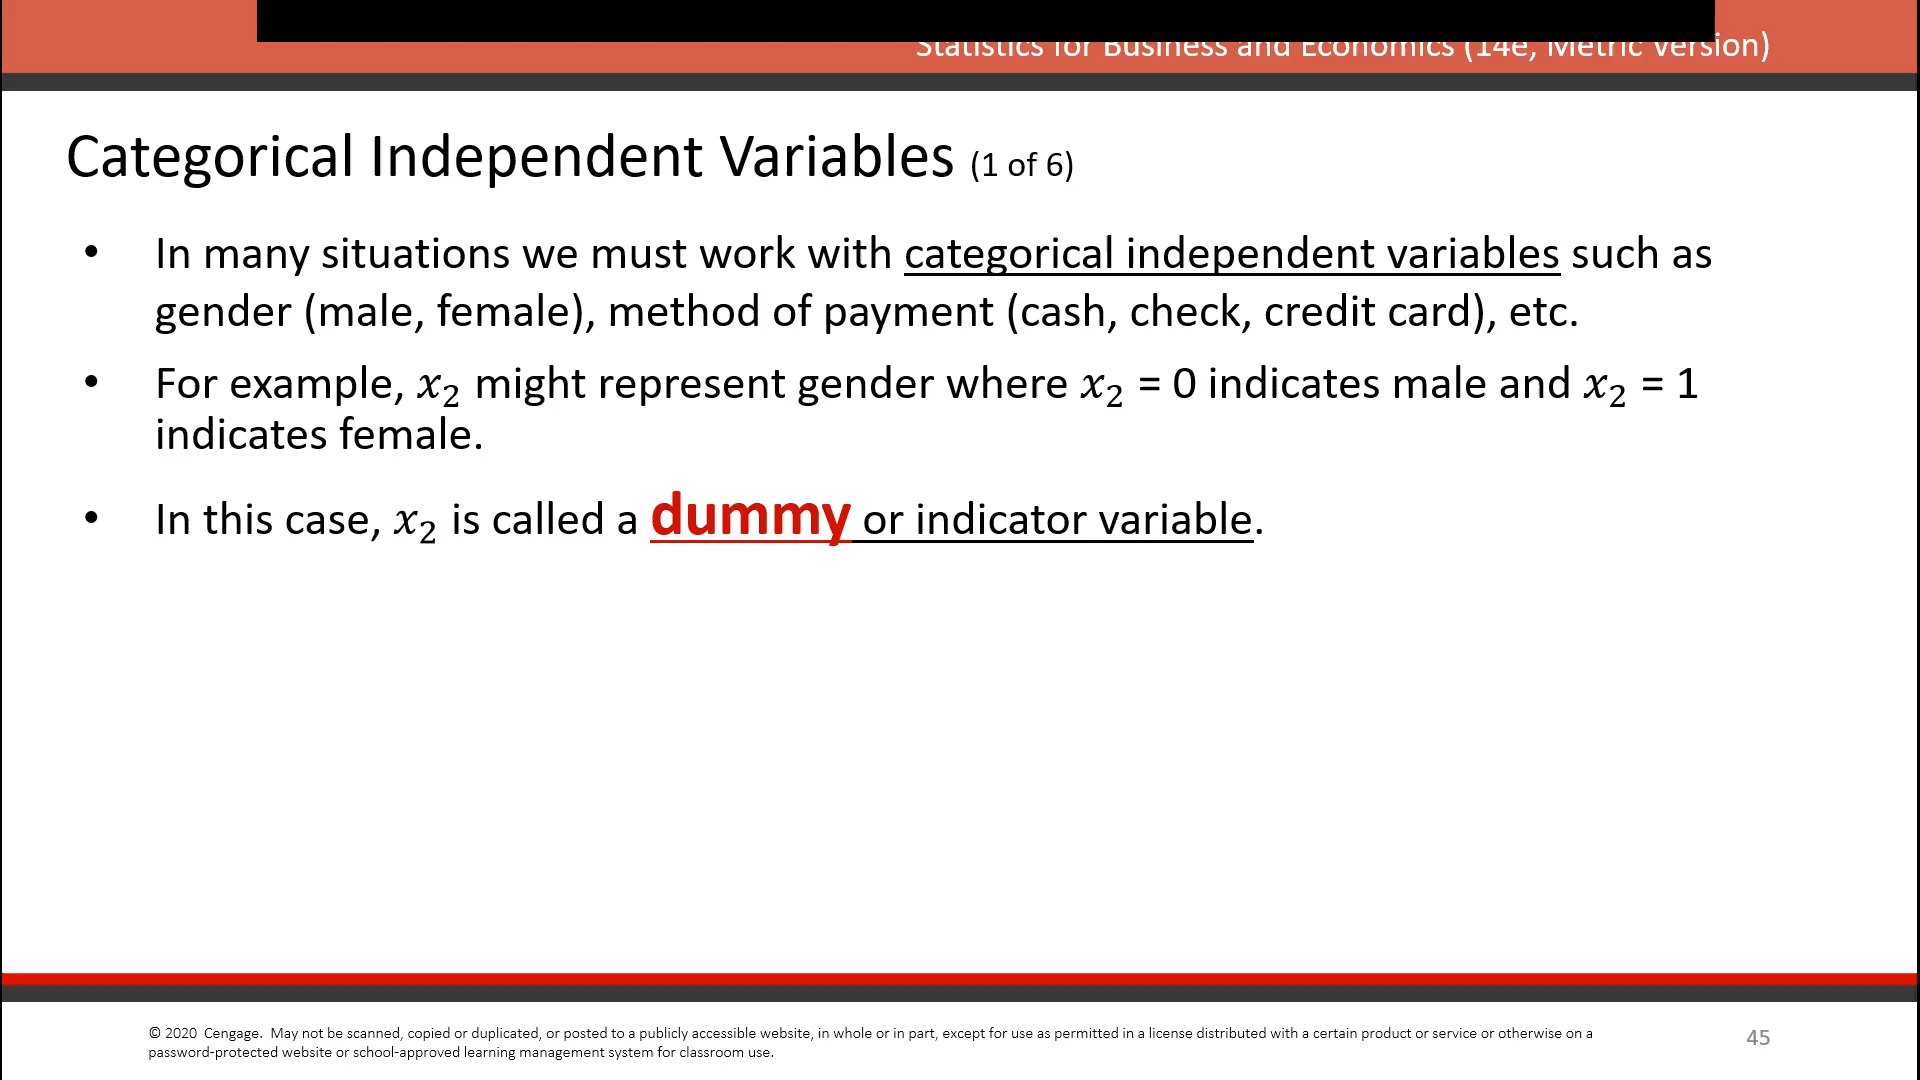 Statistics for Business and Economics (14e, Metric Version)
Categorical Independent Variables (1 of 6)
• In many situations we must work with categorical independent variables such as
gender (male, female), method of payment (cash, check, credit card), etc.
• For example, x₂ might represent gender where x₂ = 0 indicates male and x₂ = 1
indicates female.
• In this case, x₂ is called a dummy or indicator variable.
© 2020 Cengage. May not be scanned, copied or duplicated, or posted to a publicly accessible website, in whole or in part, except for use as permitted in a license distributed with a certain product or service or otherwise on a
password-protected website or school-approved learning management system for classroom use.
45